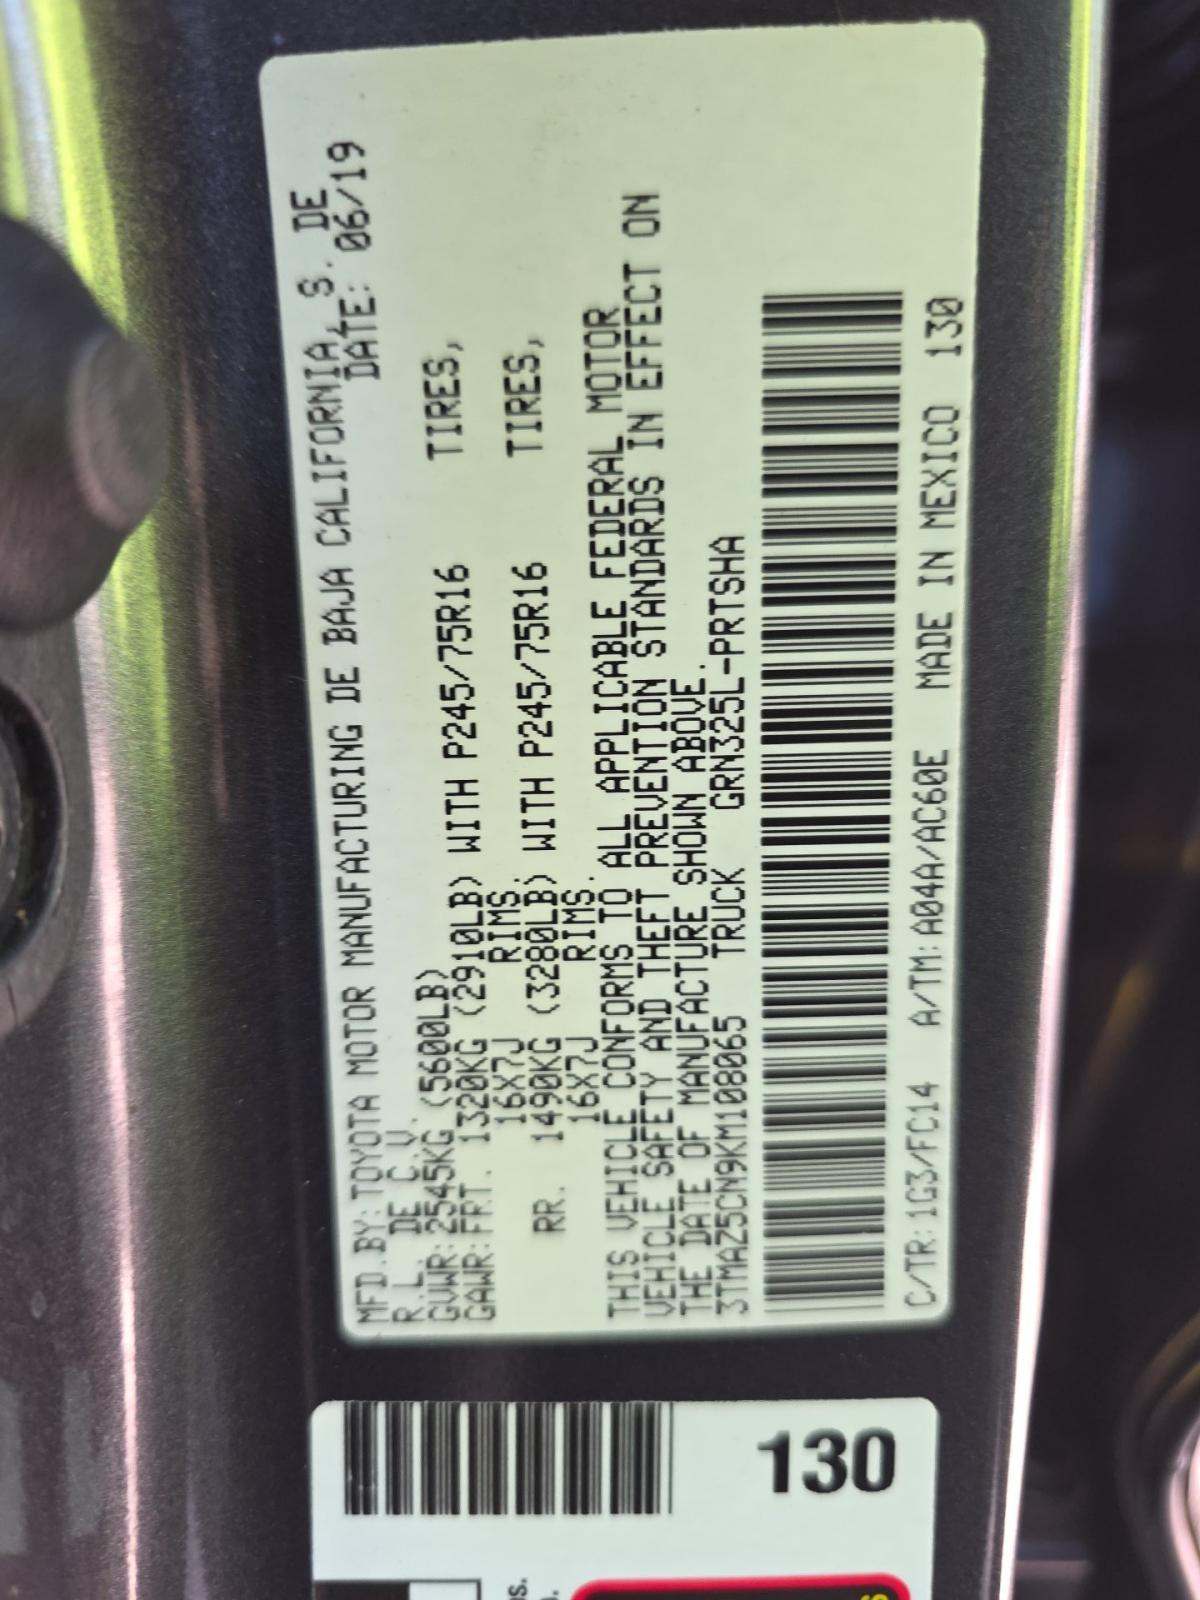 MFD.BY:TOYOTA MOTOR MANUFACTURING DE BAJA CALIFORNIA, S. DE
R.L. DE C.V. DATE: 06/19
GVWR:2545KG (5600LB)
GAWR:FRT. 1320KG (2910LB) WITH P245/75R16 TIRES,
16X7J RIMS.
RR. 1490KG (3280LB) WITH P245/75R16 TIRES,
16X7J RIMS.
THIS VEHICLE CONFORMS TO ALL APPLICABLE FEDERAL MOTOR
VEHICLE SAFETY AND THEFT PREVENTION STANDARDS IN EFFECT ON
THE DATE OF MANUFACTURE SHOWN ABOVE.
3TMAZ5CN9KM108065 TRUCK GRN325L-PRTSHA
C/TR:1G3/FC14 A/TM:A04A/AC60E MADE IN MEXICO 130
130